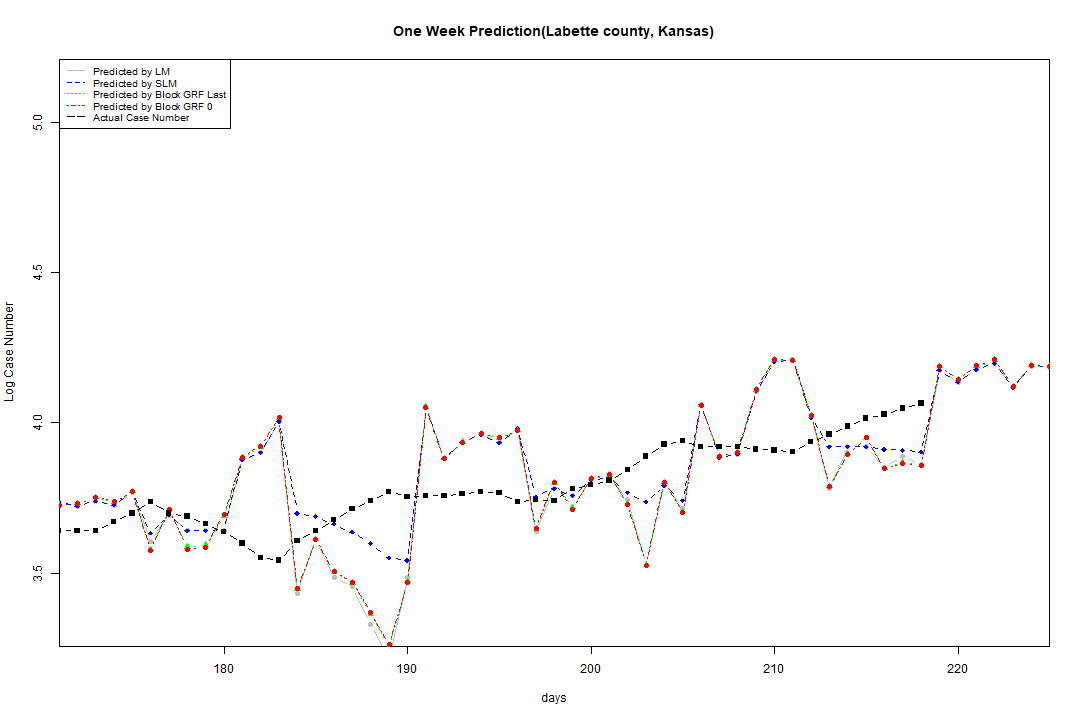 One Week Prediction(Labette county, Kansas)
Predicted by LM
Predicted by SLM
Predicted by Block GRF Last
Predicted by Block GRF 0
Actual Case Number
5.0
4.5
4.0
3.5
Log Case Number
180 190 200 210 220
days